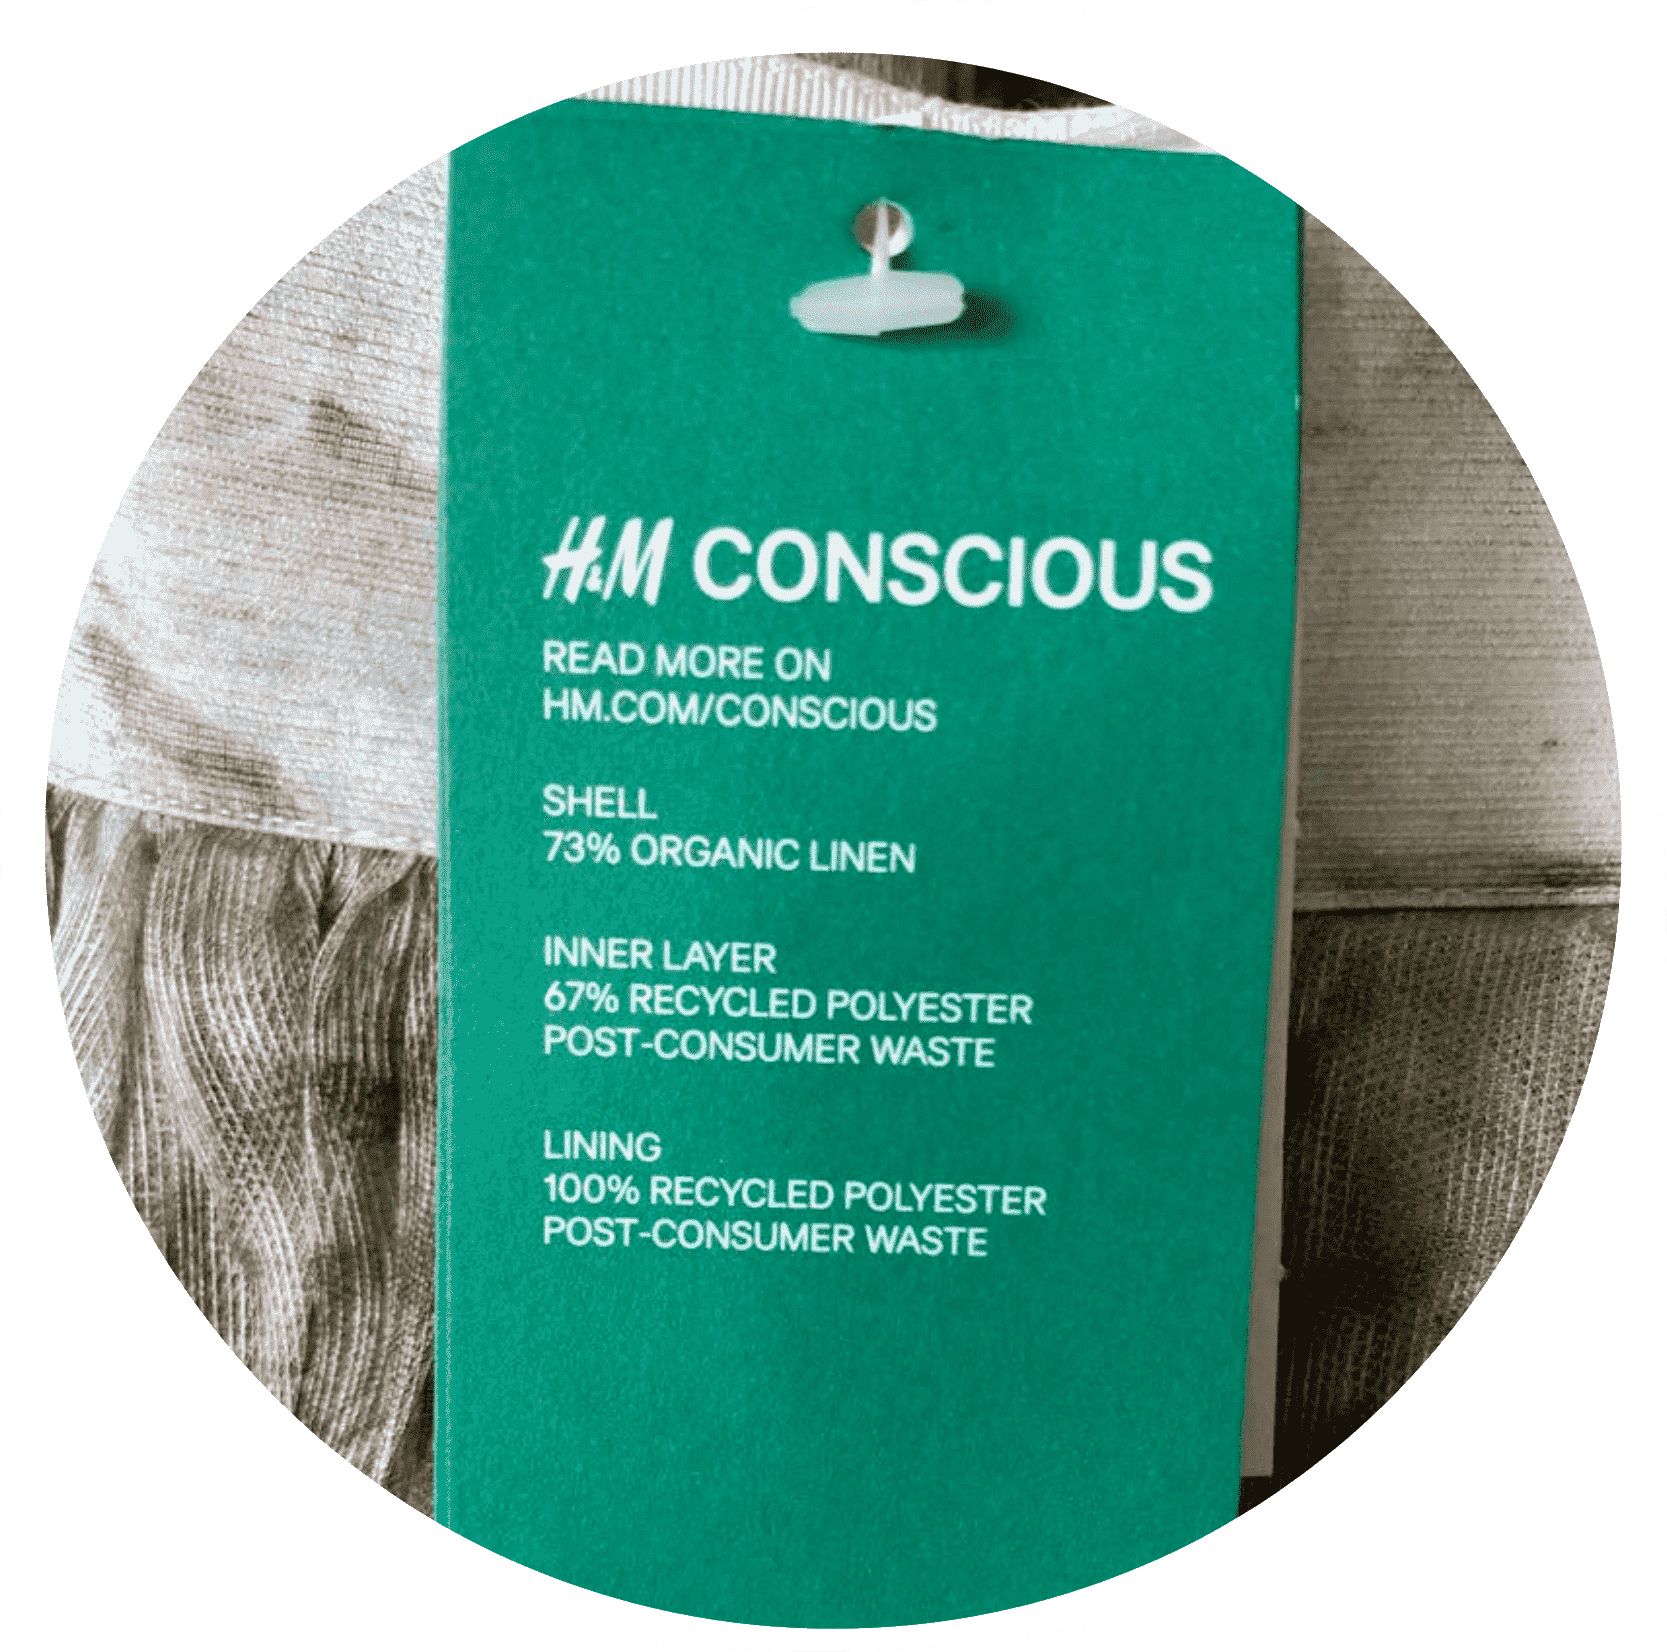 H&M CONSCIOUS
READ MORE ON
HM.COM/CONSCIOUS
SHELL
73% ORGANIC LINEN
INNER LAYER
67% RECYCLED POLYESTER
POST-CONSUMER WASTE
LINING
100% RECYCLED POLYESTER
POST-CONSUMER WASTE